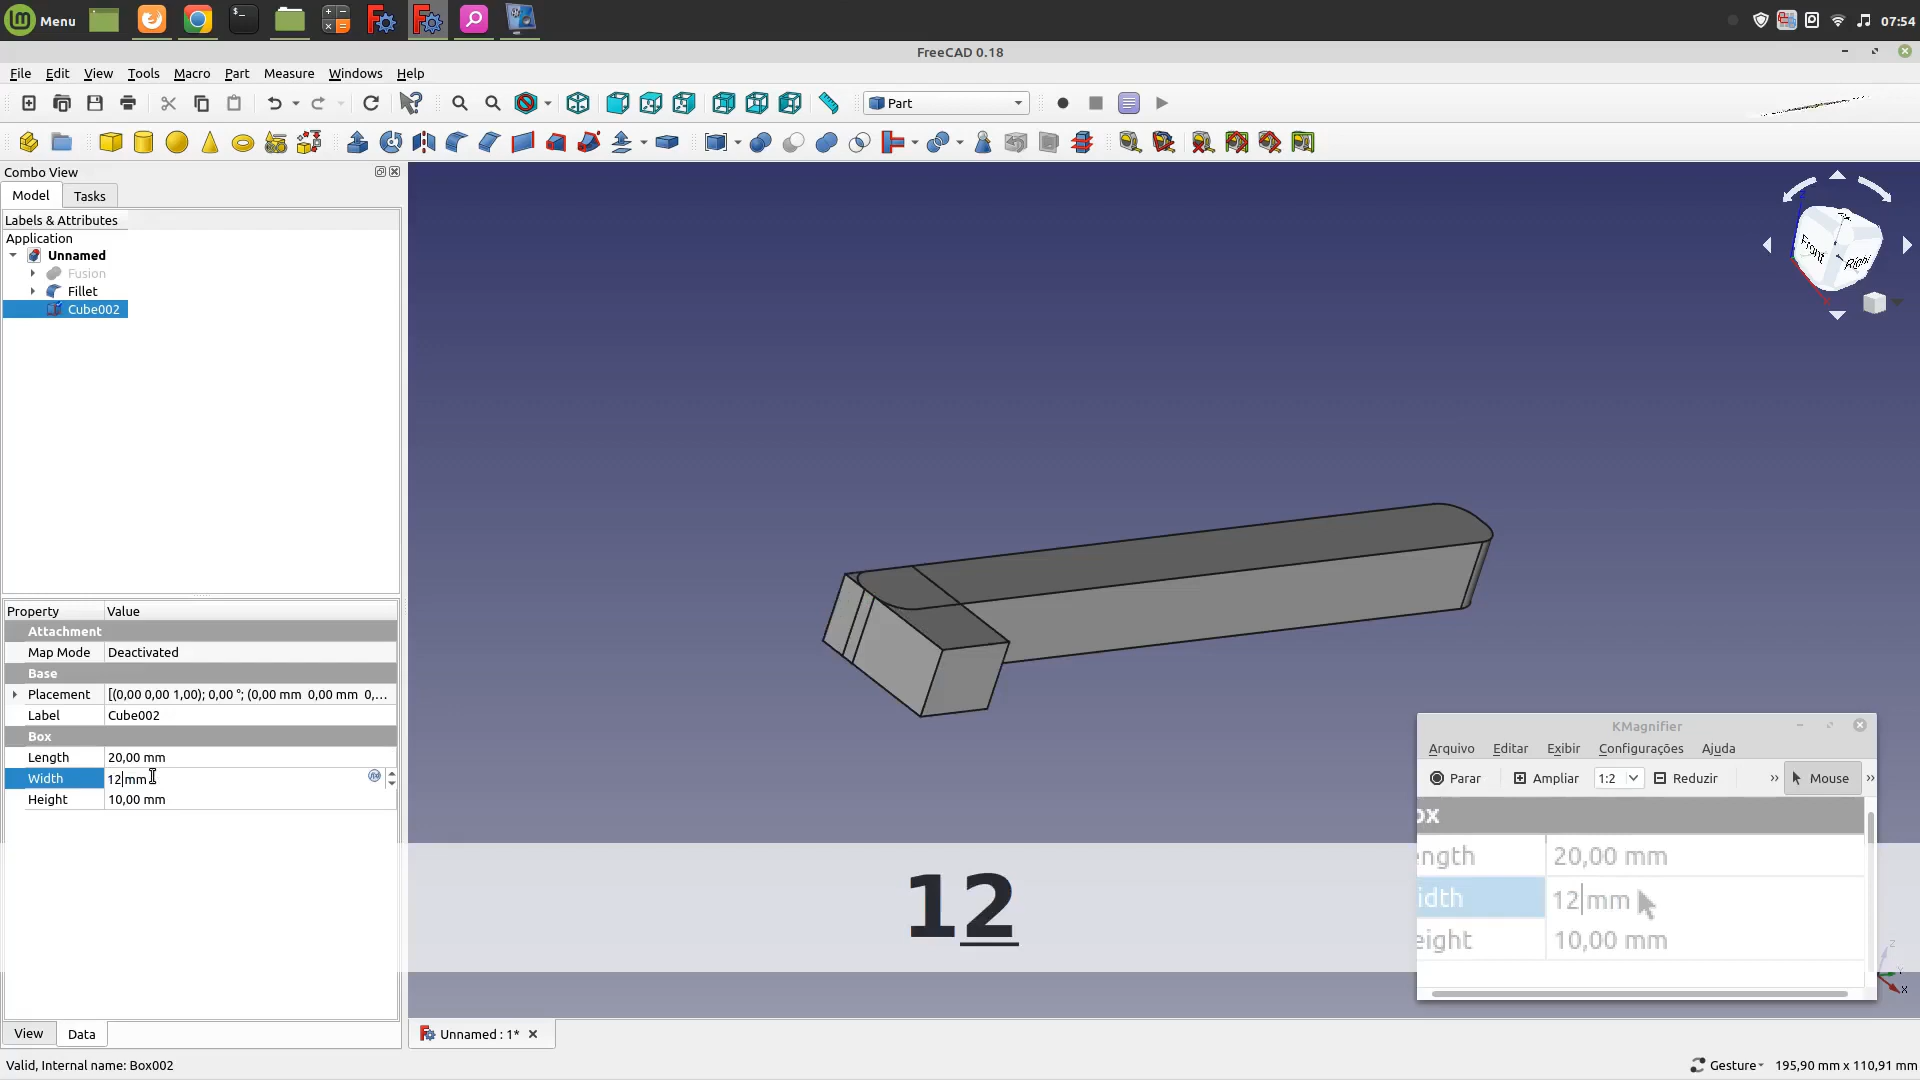 Menu
07:54
FreeCAD 0.18
File Edit View Tools Macro Part Measure Windows Help
Part
Combo View
Model Tasks
Labels & Attributes
Application
Unnamed
Fusion
Fillet
Cube002
Front
Right
Property Value
Attachment
Map Mode Deactivated
Base
Placement [(0,00 0,00 1,00); 0,00 °; (0,00 mm 0,00 mm 0,...
Label Cube002
Box
Length 20,00 mm
Width 12 mm
Height 10,00 mm
KMagnifier
Arquivo Editar Exibir Configurações Ajuda
Parar Ampliar 1:2 Reduzir Mouse
ox
ength 20,00 mm
idth 12 mm
eight 10,00 mm
12
Z
X
View Data
Unnamed : 1*
Valid, Internal name: Box002
Gesture 195,90 mm x 110,91 mm